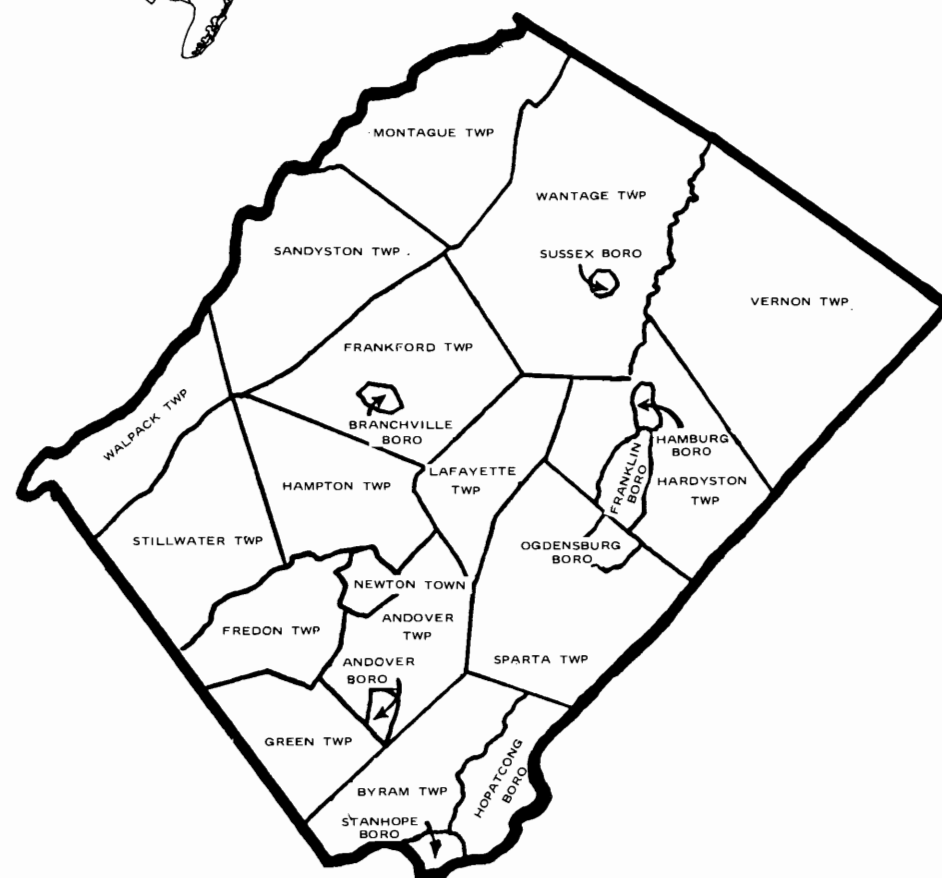 MONTAGUE TWP
WANTAGE TWP
SANDYSTON TWP.
SUSSEX BORO
VERNON TWP.
FRANKFORD TWP
WALPACK TWP
BRANCHVILLE
BORO
HAMBURG
BORO
LAFAYETTE
TWP
FRANKLIN
BORO
HAMPTON TWP
HARDYSTON
TWP
STILLWATER TWP
OGDENSBURG
BORO
NEWTON TOWN
FREDON TWP
ANDOVER
TWP
ANDOVER
BORO
SPARTA TWP
GREEN TWP
HOPATCONG
BORO
BYRAM TWP
STANHOPE
BORO